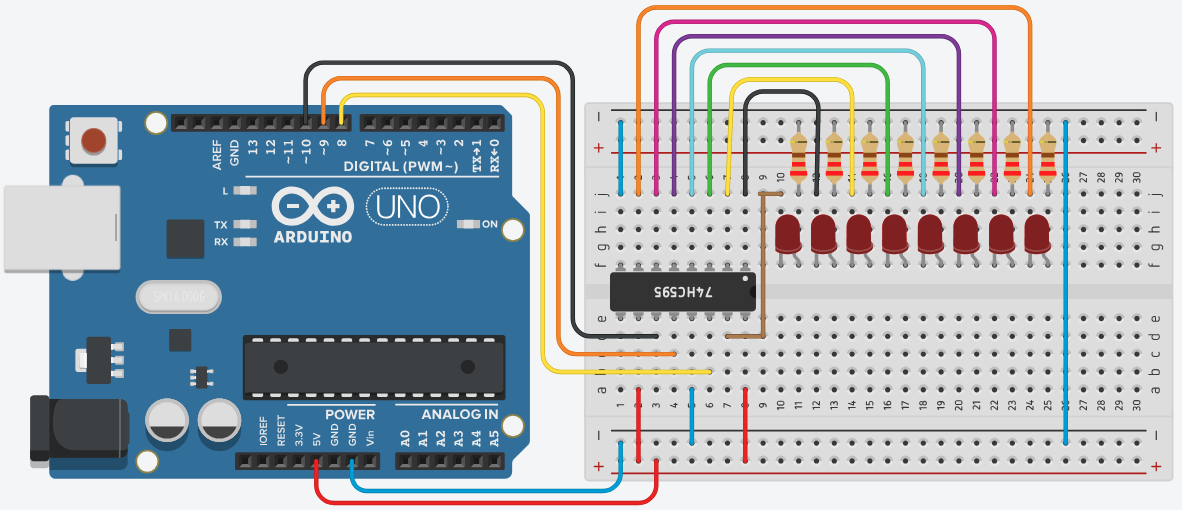 AREF
GND
13
12
~11
~10
~9
8
7
~6
~5
4
~3
2
TX→1
RX←0
DIGITAL (PWM~)
L
TX
RX
ARDUINO
UNO
ON
IOREF
RESET
3.3V
5V
GND
GND
Vin
POWER
A0
A1
A2
A3
A4
A5
ANALOG IN
74HC595
j
i
h
g
f
e
d
c
b
a
j
i
h
g
f
e
d
c
b
a
1 2 3 4 5 6 7 8 9 10 11 12 13 14 15 16 17 18 19 20 21 22 23 24 25 26 27 28 29 30
− −
+ +
− −
+ +